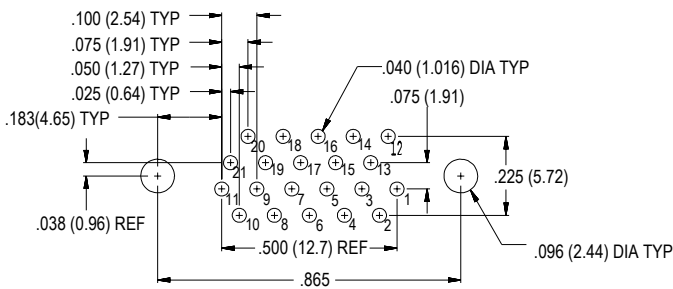 .100 (2.54) TYP
.075 (1.91) TYP
.050 (1.27) TYP
.025 (0.64) TYP
.183(4.65) TYP
.040 (1.016) DIA TYP
.075 (1.91)
20 18 16 14 12
21 19 17 15 13
11 9 7 5 3 1
10 8 6 4 2
.225 (5.72)
.038 (0.96) REF
.500 (12.7) REF
.096 (2.44) DIA TYP
.865